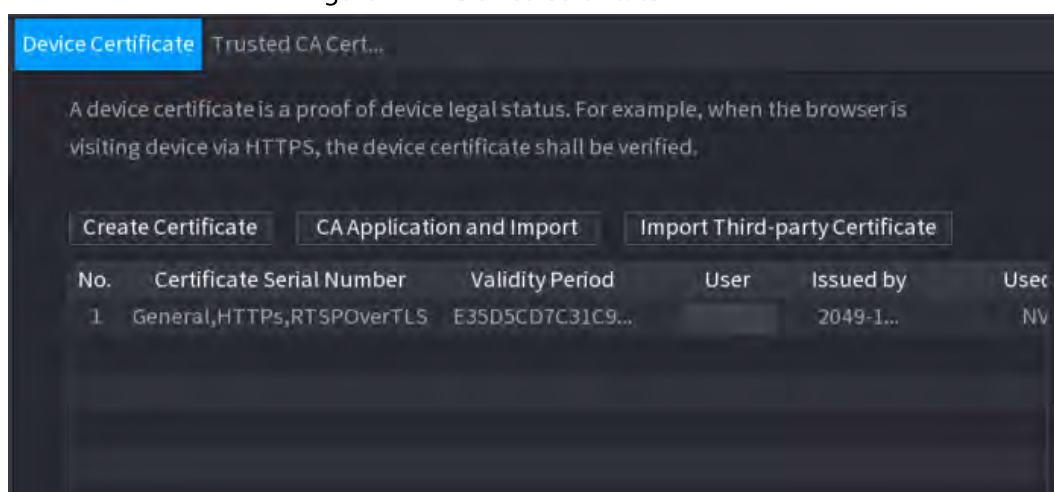 Device Certificate Trusted CA Cert...
A device certificate is a proof of device legal status. For example, when the browser is
visiting device via HTTPS, the device certificate shall be verified.
Create Certificate CA Application and Import Import Third-party Certificate
No. Certificate Serial Number Validity Period User Issued by Used
1 General,HTTPs,RTSPOverTLS E35D5CD7C31C9... 2049-1... NV